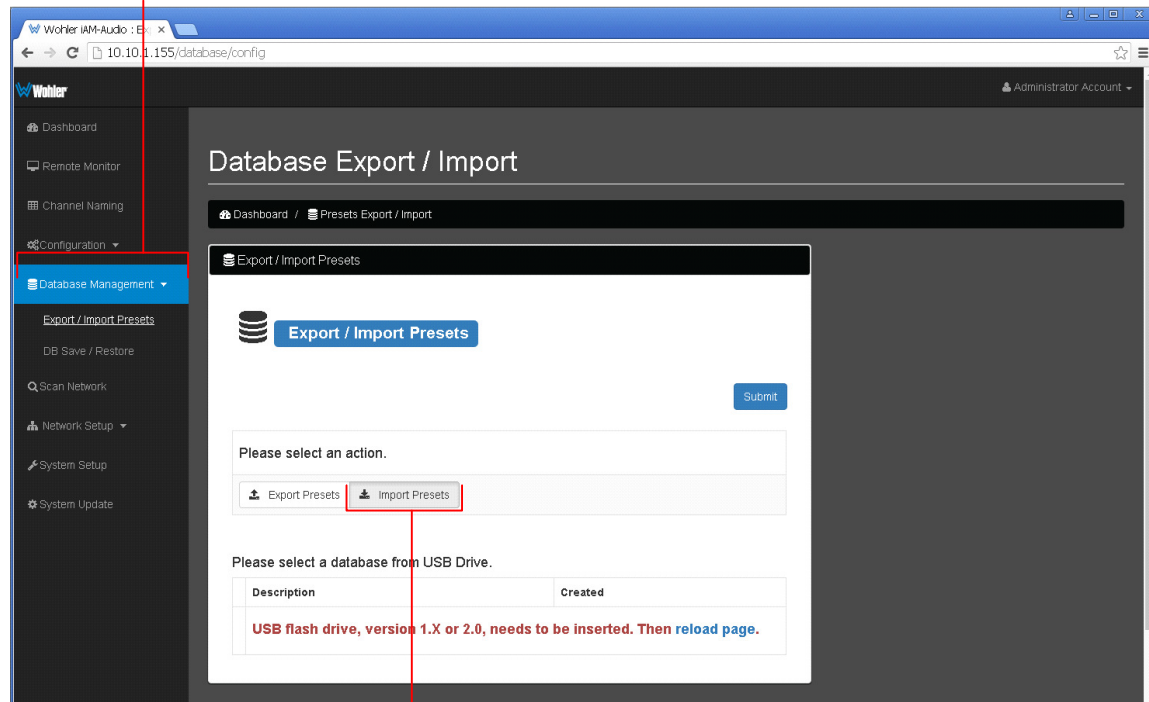 Wohler iAM-Audio : Ex
10.10.1.155/database/config
Wohler
Administrator Account
Dashboard
Remote Monitor
Channel Naming
Configuration
Database Management
Export / Import Presets
DB Save / Restore
Scan Network
Network Setup
System Setup
System Update
Database Export / Import
Dashboard / Presets Export / Import
Export / Import Presets
Export / Import Presets
Submit
Please select an action.
Export Presets Import Presets
Please select a database from USB Drive.
Description Created
USB flash drive, version 1.X or 2.0, needs to be inserted. Then reload page.